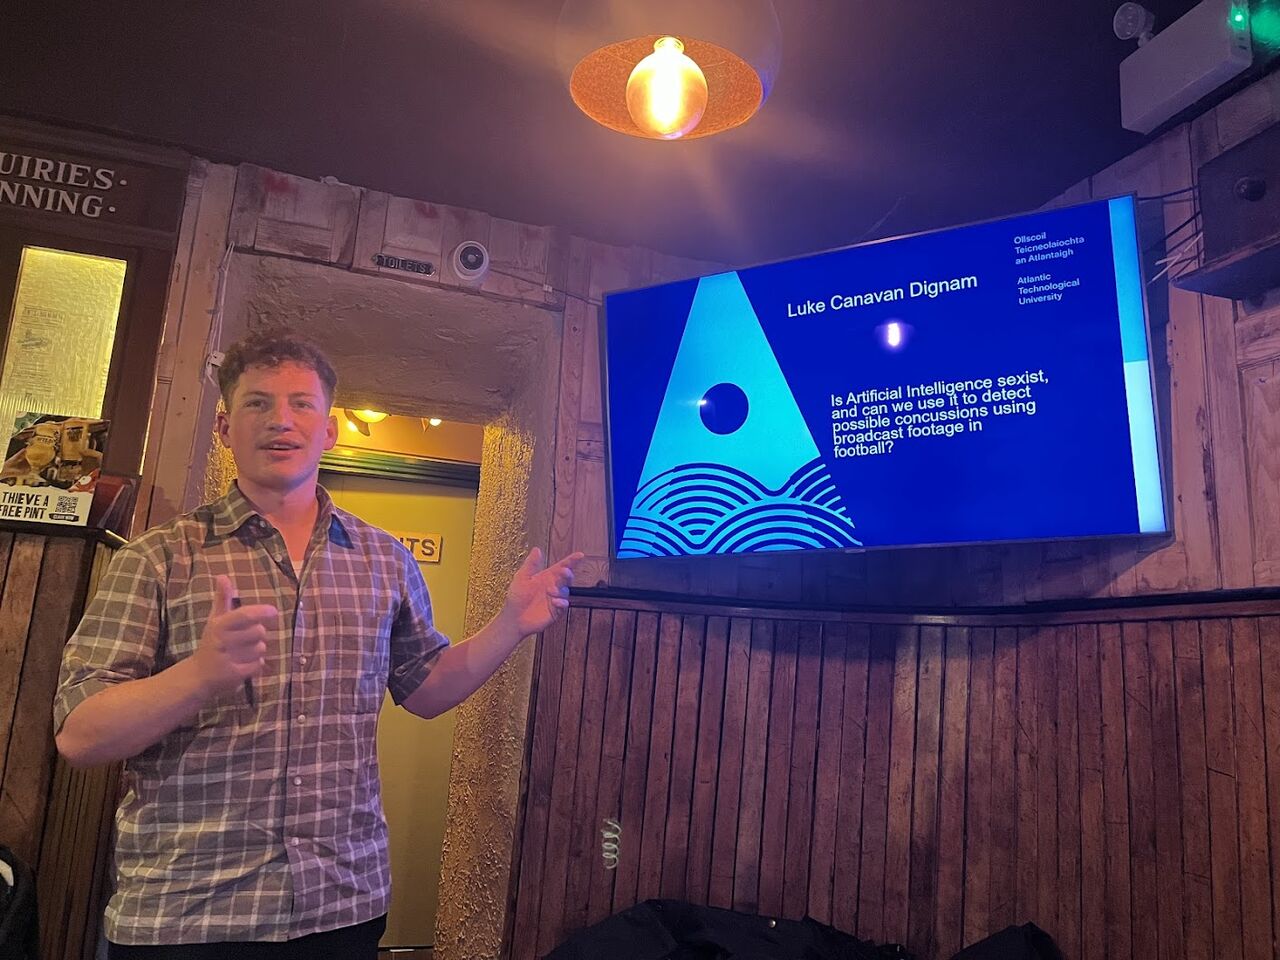 UIRIES·
NNING·
TOILETS
THIEVE A
FREE PINT
NTS
Luke Canavan Dignam
Ollscoil
Teicneolaíochta
an Atlantaigh
Atlantic
Technological
University
Is Artificial Intelligence sexist,
and can we use it to detect
possible concussions using
broadcast footage in
football?